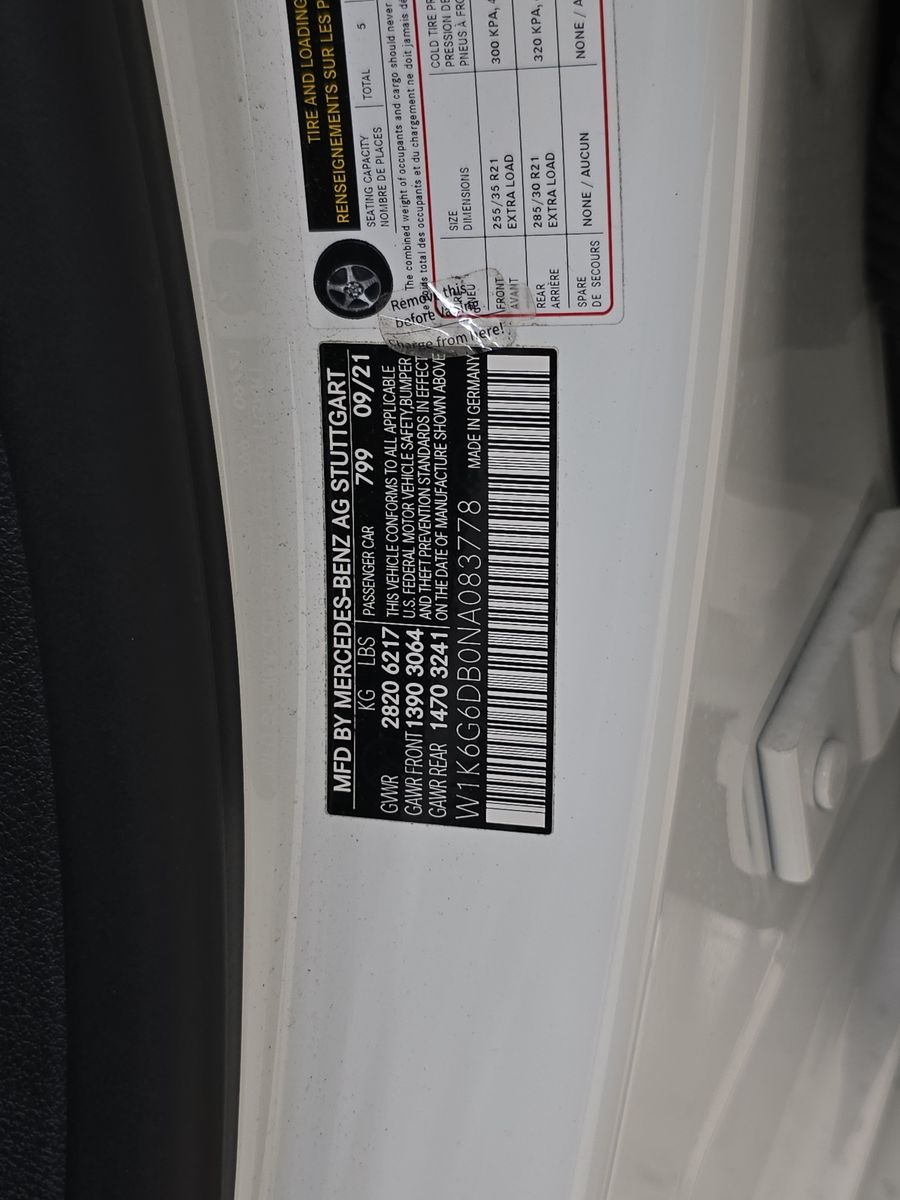 TIRE AND LOADING
RENSEIGNEMENTS SUR LES
SEATING CAPACITY
NOMBRE DE PLACES
TOTAL 5
The combined weight of occupants and cargo should never
total des occupants et du chargement ne doit jamais
SIZE
DIMENSIONS
COLD TIRE
PRESSION
PNEUS À
FRONT
AVANT
255/35 R21
EXTRA LOAD
300 KPA,
REAR
ARRIÈRE
285/30 R21
EXTRA LOAD
320 KPA,
SPARE
DE SECOURS
NONE / AUCUN
NONE /
Remove this
before
Charge from here!
MFD BY MERCEDES-BENZ AG STUTTGART
KG LBS PASSENGER CAR 799 09/21
GVWR 2820 6217 THIS VEHICLE CONFORMS TO ALL APPLICABLE
GAWR FRONT 1390 3064 U.S. FEDERAL MOTOR VEHICLE SAFETY,BUMPER
GAWR REAR 1470 3241 AND THEFT PREVENTION STANDARDS IN EFFECT
ON THE DATE OF MANUFACTURE SHOWN ABOVE
W1K6G6DB0NA083778 MADE IN GERMANY